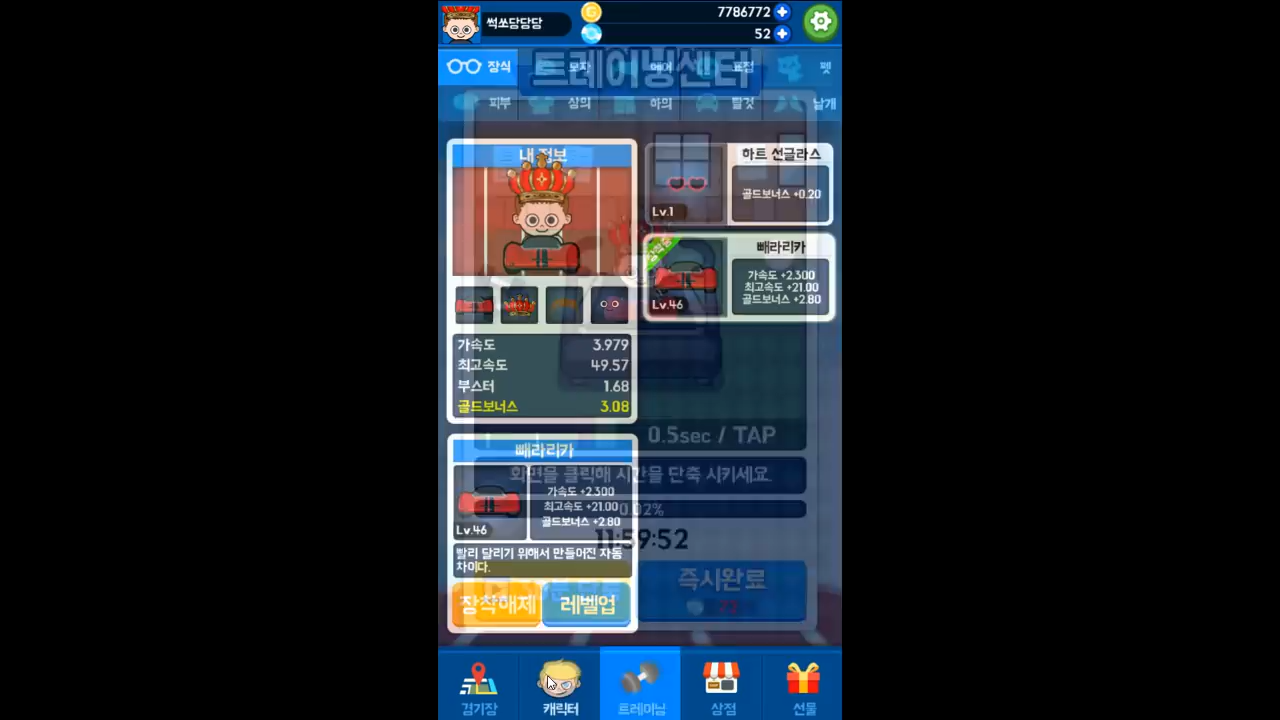 썩쏘담담당
7786772
52
트레이닝센터
장식
모자
헤어
표정
펫
피부
상의
하의
탈것
날개
내 정보
가속도 3.979
최고속도 49.57
부스터 1.68
골드보너스 3.08
하트 선글라스
Lv.1
골드보너스 +0.20
빼라리카
Lv.46
가속도 +2.300
최고속도 +21.00
골드보너스 +2.80
0.5sec / TAP
화면을 클릭해 시간을 단축 시키세요.
0.02%
11:59:52
즉시완료
빼라리카
Lv.46
가속도 +2.300
최고속도 +21.00
골드보너스 +2.80
빨리 달리기 위해서 만들어진 자동
차이다.
장착해제
레벨업
경기장
캐릭터
트레이닝
상점
선물